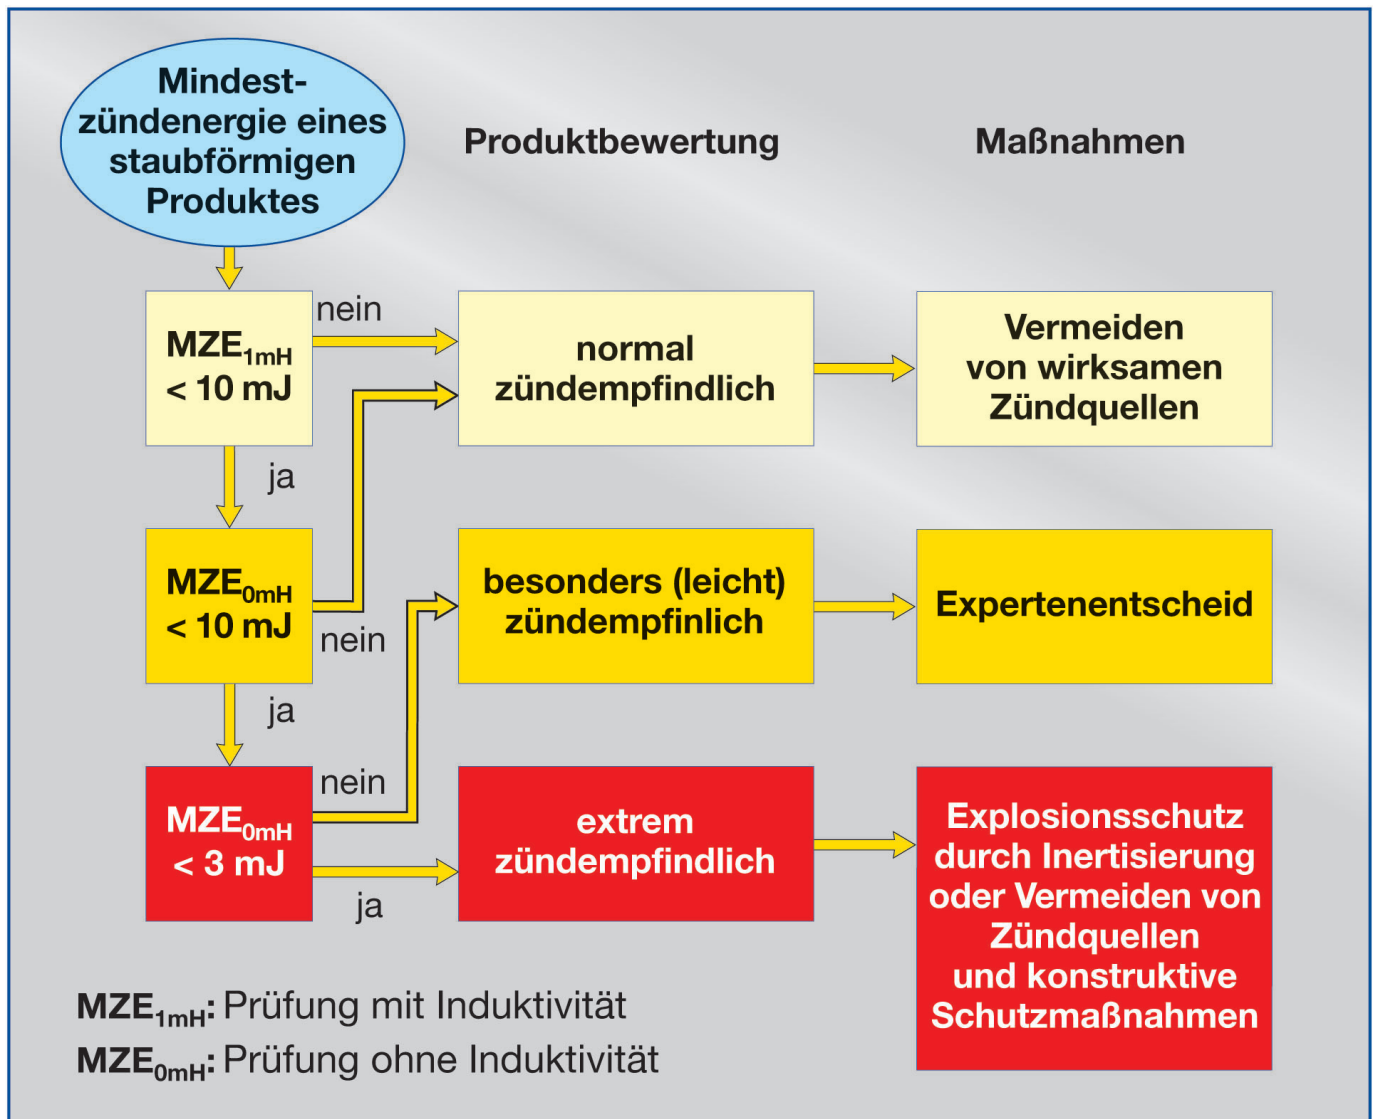 Mindest-
zündenergie eines
staubförmigen
Produktes
Produktbewertung
Maßnahmen
MZE1mH
< 10 mJ
nein
normal
zündempfindlich
Vermeiden
von wirksamen
Zündquellen
ja
MZE0mH
< 10 mJ
nein
besonders (leicht)
zündempfinlich
Expertenentscheid
ja
MZE0mH
< 3 mJ
nein
ja
extrem
zündempfindlich
Explosionsschutz
durch Inertisierung
oder Vermeiden von
Zündquellen
und konstruktive
Schutzmaßnahmen
MZE1mH: Prüfung mit Induktivität
MZE0mH: Prüfung ohne Induktivität